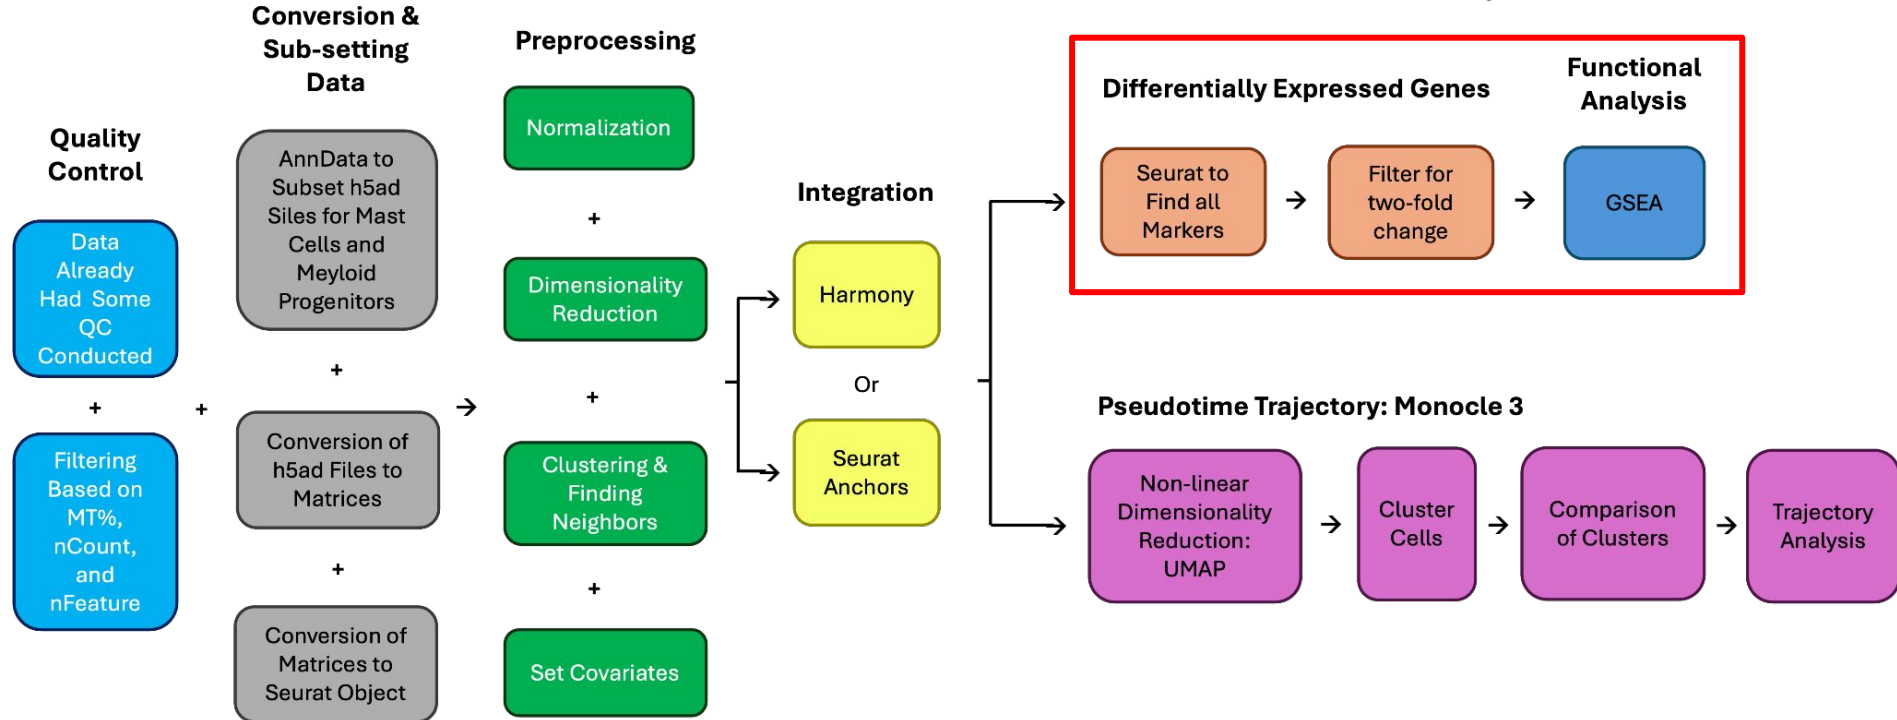 Quality
Control
Data
Already
Had Some
QC
Conducted
+
Filtering
Based on
MT%,
nCount,
and
nFeature
+
Conversion &
Sub-setting
Data
AnnData to
Subset h5ad
Siles for Mast
Cells and
Meyloid
Progenitors
+
Conversion of
h5ad Files to
Matrices
+
Conversion of
Matrices to
Seurat Object
Preprocessing
Normalization
+
Dimensionality
Reduction
+
Clustering &
Finding
Neighbors
+
Set Covariates
Integration
Harmony
Or
Seurat
Anchors
Differentially Expressed Genes
Seurat to
Find all
Markers
Filter for
two-fold
change
Functional
Analysis
GSEA
Pseudotime Trajectory: Monocle 3
Non-linear
Dimensionality
Reduction:
UMAP
Cluster
Cells
Comparison
of Clusters
Trajectory
Analysis